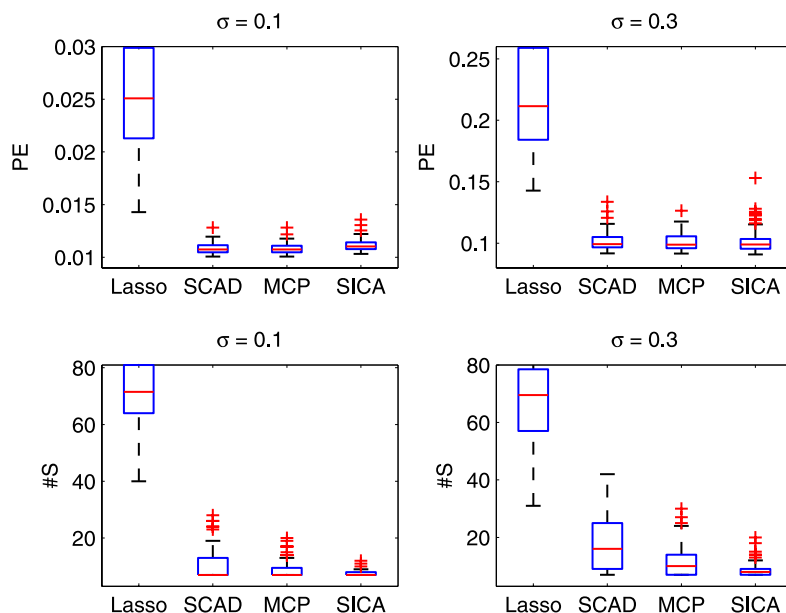 σ = 0.1
σ = 0.3
0.03
0.025
0.02
0.015
0.01
PE
Lasso SCAD MCP SICA
0.25
0.2
0.15
0.1
PE
Lasso SCAD MCP SICA
σ = 0.1
σ = 0.3
80
60
40
20
#S
Lasso SCAD MCP SICA
80
60
40
20
#S
Lasso SCAD MCP SICA